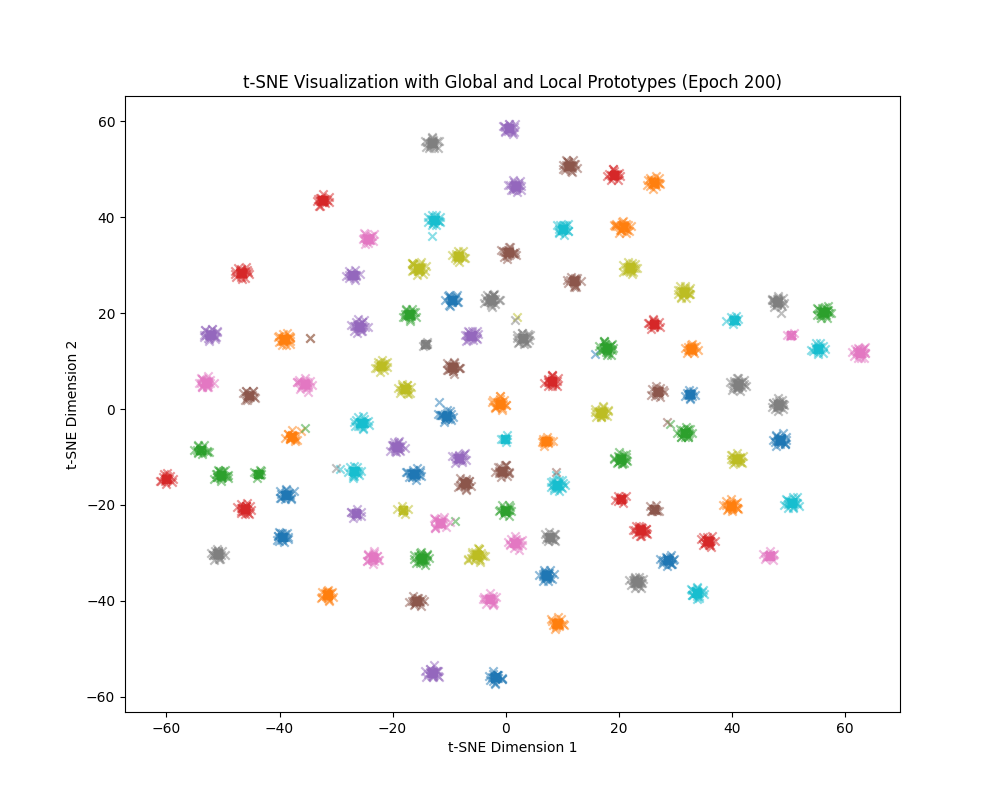 t-SNE Visualization with Global and Local Prototypes (Epoch 200)
60
40
20
0
−20
−40
−60
t-SNE Dimension 2
−60 −40 −20 0 20 40 60
t-SNE Dimension 1